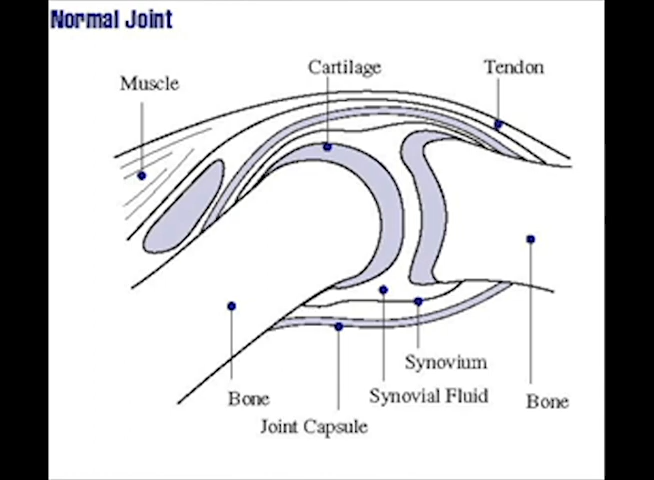 Normal Joint
Cartilage
Tendon
Muscle
Synovium
Synovial Fluid
Bone
Bone
Joint Capsule